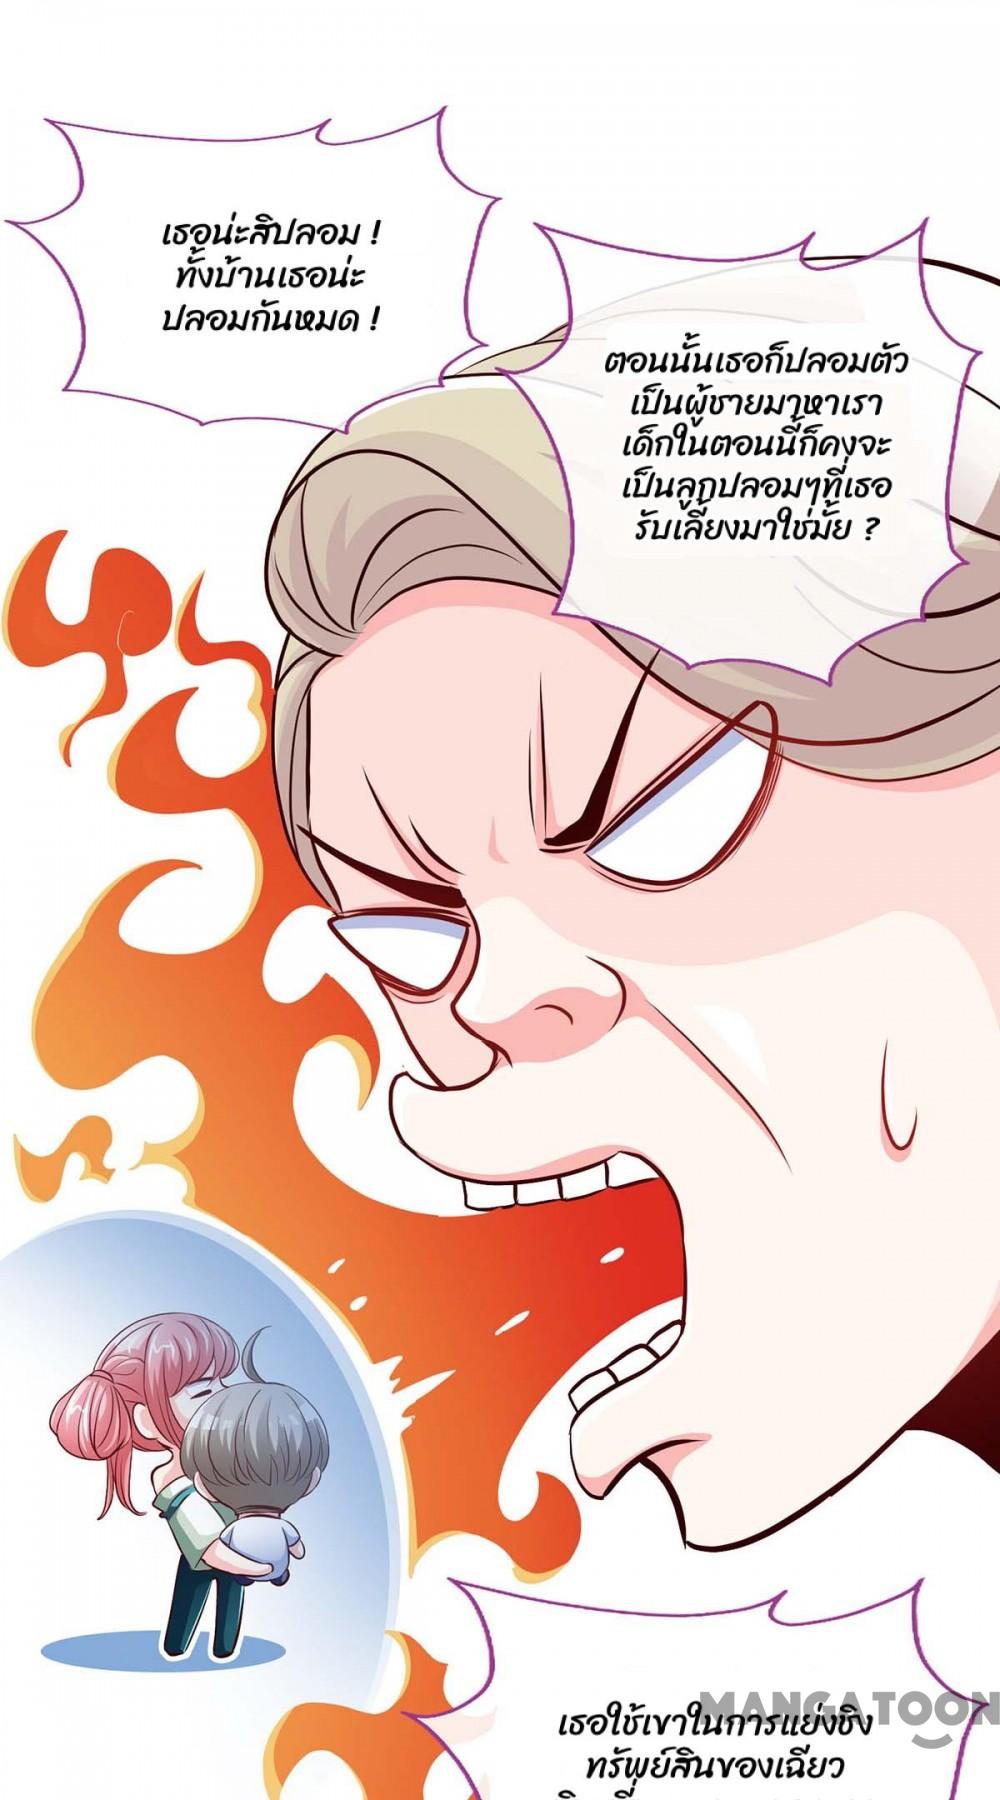 เธอน่ะสิปลอม !
ทั้งบ้านเธอน่ะ
ปลอมกันหมด !
ตอนนั้นเธอก็ปลอมตัว
เป็นผู้ชายมาหาเรา
เด็กในตอนนี้ก็คงจะ
เป็นลูกปลอมๆที่เธอ
รับเลี้ยงมาใช่มั้ย ?
MANGATOON
เธอใช้เขาในการแย่งชิง
ทรัพย์สินของเฉียว